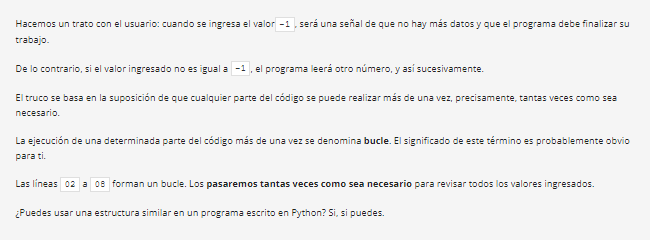 Hacemos un trato con el usuario: cuando se ingresa el valor -1, será una señal de que no hay más datos y que el programa debe finalizar su
trabajo.
De lo contrario, si el valor ingresado no es igual a -1, el programa leerá otro número, y así sucesivamente.
El truco se basa en la suposición de que cualquier parte del código se puede realizar más de una vez, precisamente, tantas veces como sea
necesario.
La ejecución de una determinada parte del código más de una vez se denomina bucle. El significado de este término es probablemente obvio
para ti.
Las líneas 02 a 08 forman un bucle. Los pasaremos tantas veces como sea necesario para revisar todos los valores ingresados.
¿Puedes usar una estructura similar en un programa escrito en Python? Si, si puedes.